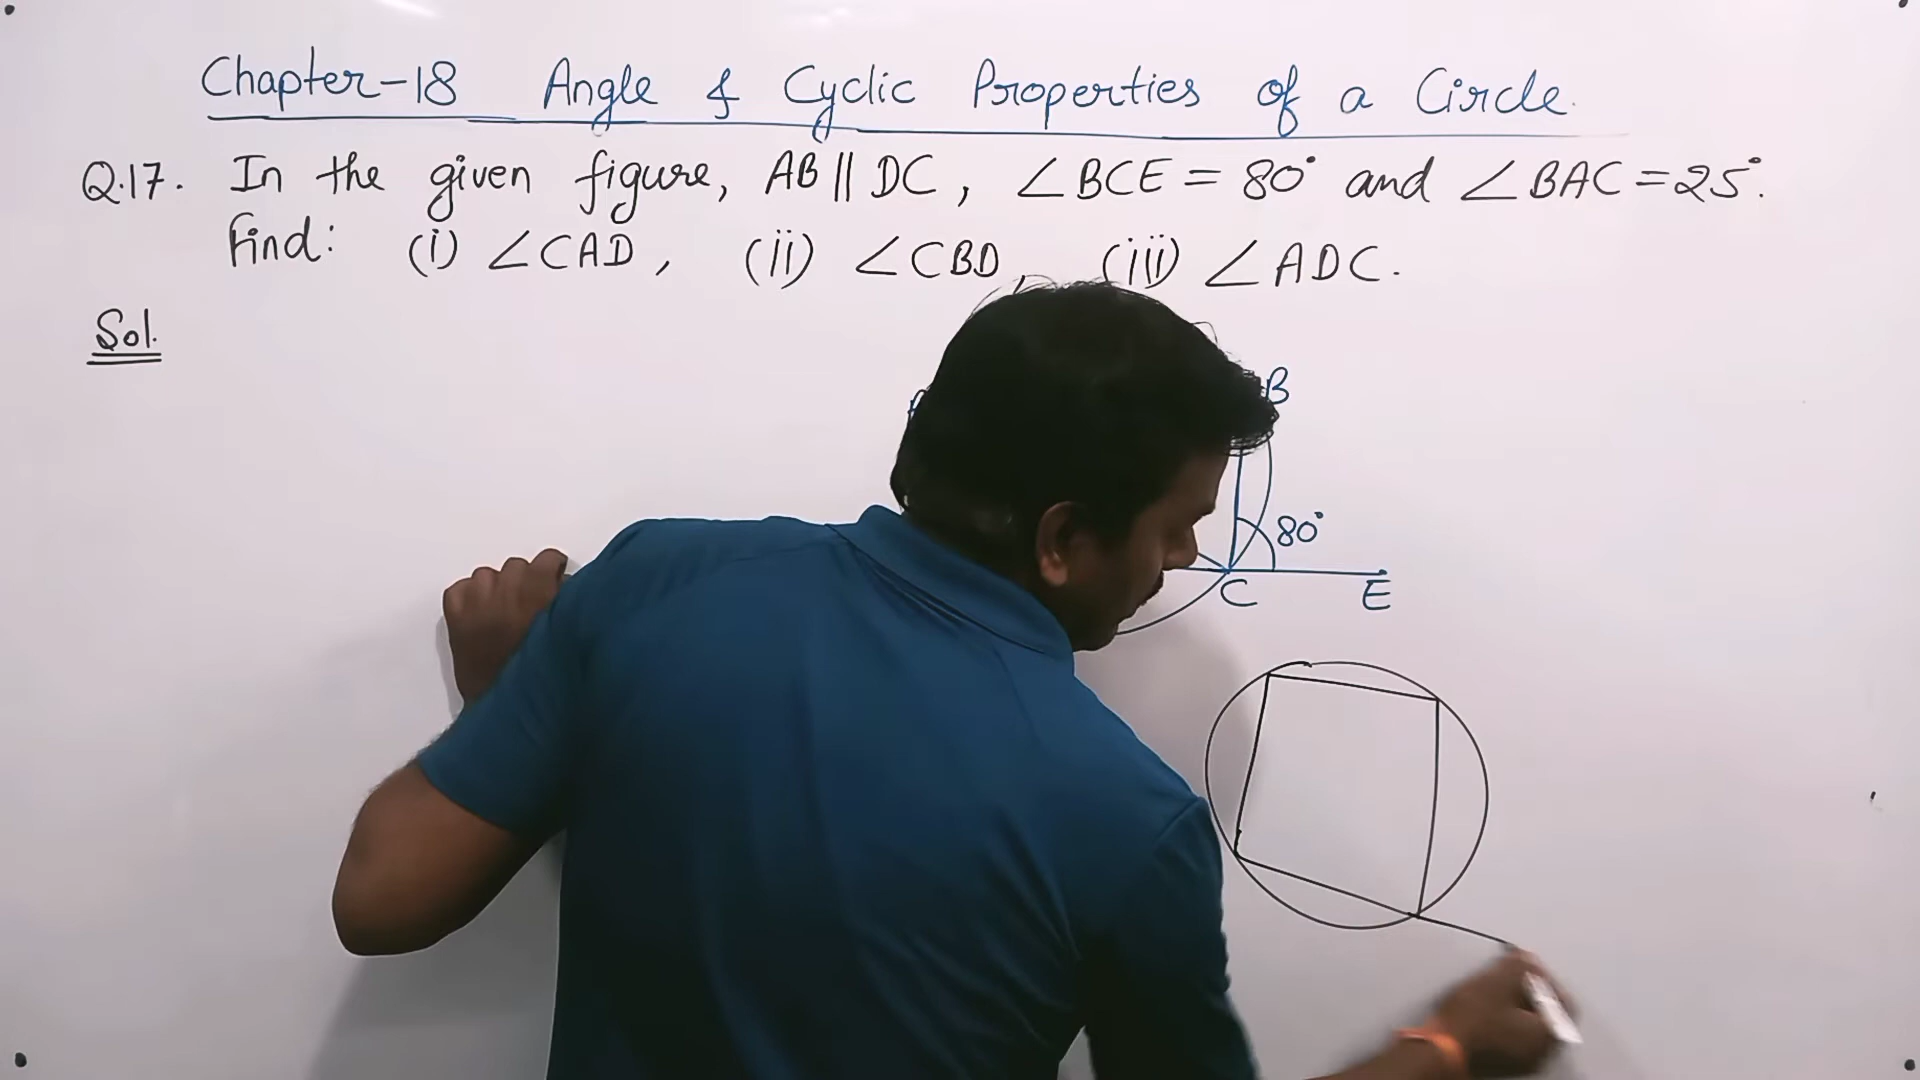 Chapter-18 Angle & Cyclic Properties of a Circle.
Q.17. In the given figure, AB || DC, ∠BCE = 80° and ∠BAC = 25°.
Find: (i) ∠CAD, (ii) ∠CBD, (iii) ∠ADC.
Sol.
B
80°
C E